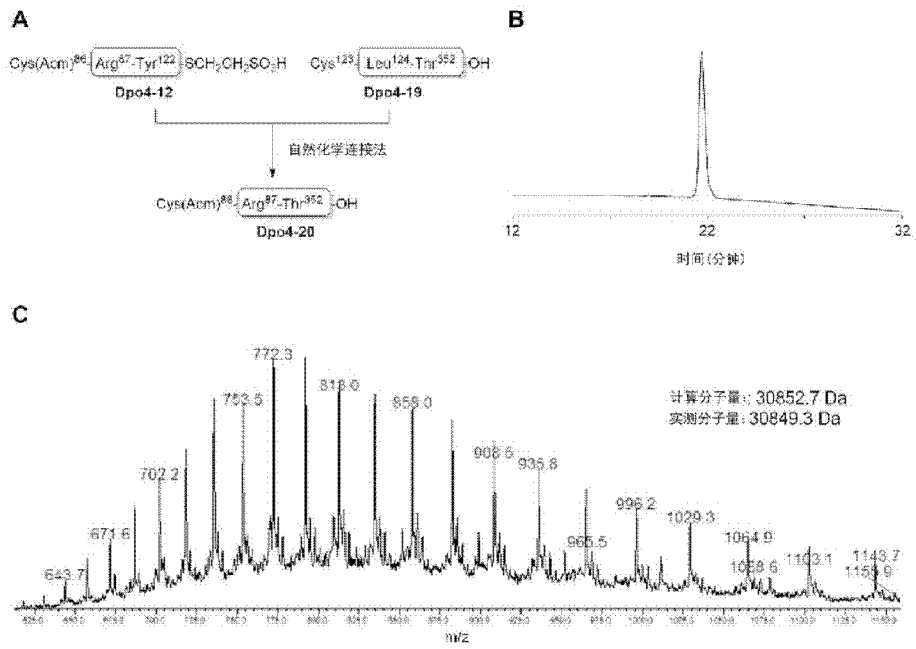 A
Cys(Acm)⁸⁶-Arg⁸⁷-Tyr¹²²-SCH₂CH₂SO₃H
Dpo4-12
Cys¹²³-Leu¹²⁴-Thr³⁵²-OH
Dpo4-19
自然化学连接法
Cys(Acm)⁸⁶-Arg⁸⁷-Thr³⁵²-OH
Dpo4-20
B
12
22
32
时间(分钟)
C
计算分子量: 30852.7 Da
实测分子量: 30849.3 Da
643.7
671.6
702.2
753.5
772.3
818.0
858.0
908.5
935.8
965.5
996.2
1029.3
1064.9
1068.6
1103.1
1143.7
m/z